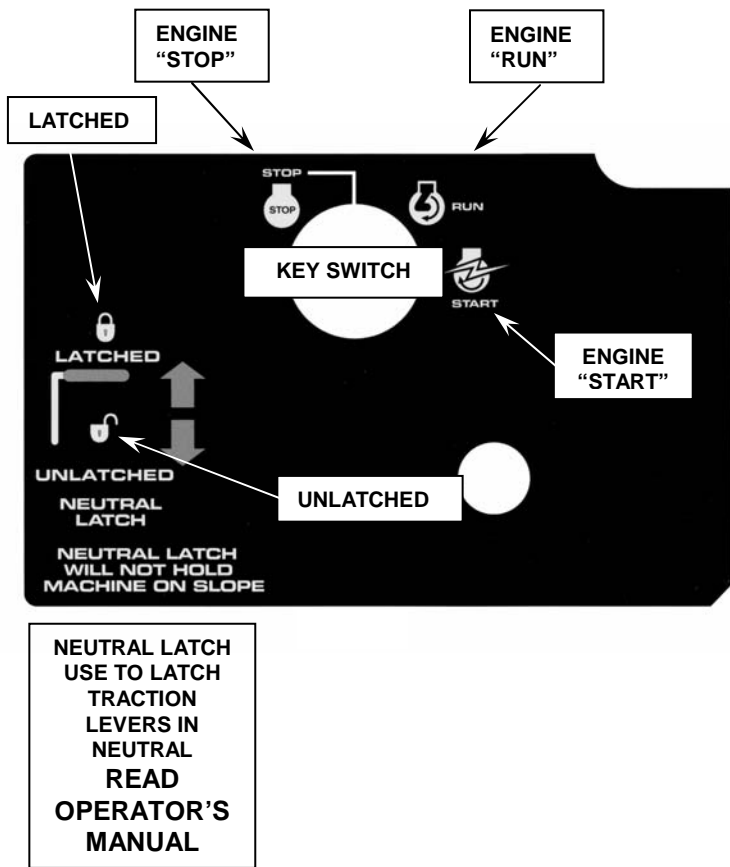 ENGINE
“STOP”
ENGINE
“RUN”
LATCHED
STOP
STOP
RUN
KEY SWITCH
START
LATCHED
ENGINE
“START”
UNLATCHED
UNLATCHED
NEUTRAL
LATCH
NEUTRAL LATCH
WILL NOT HOLD
MACHINE ON SLOPE
NEUTRAL LATCH
USE TO LATCH
TRACTION
LEVERS IN
NEUTRAL
READ
OPERATOR’S
MANUAL